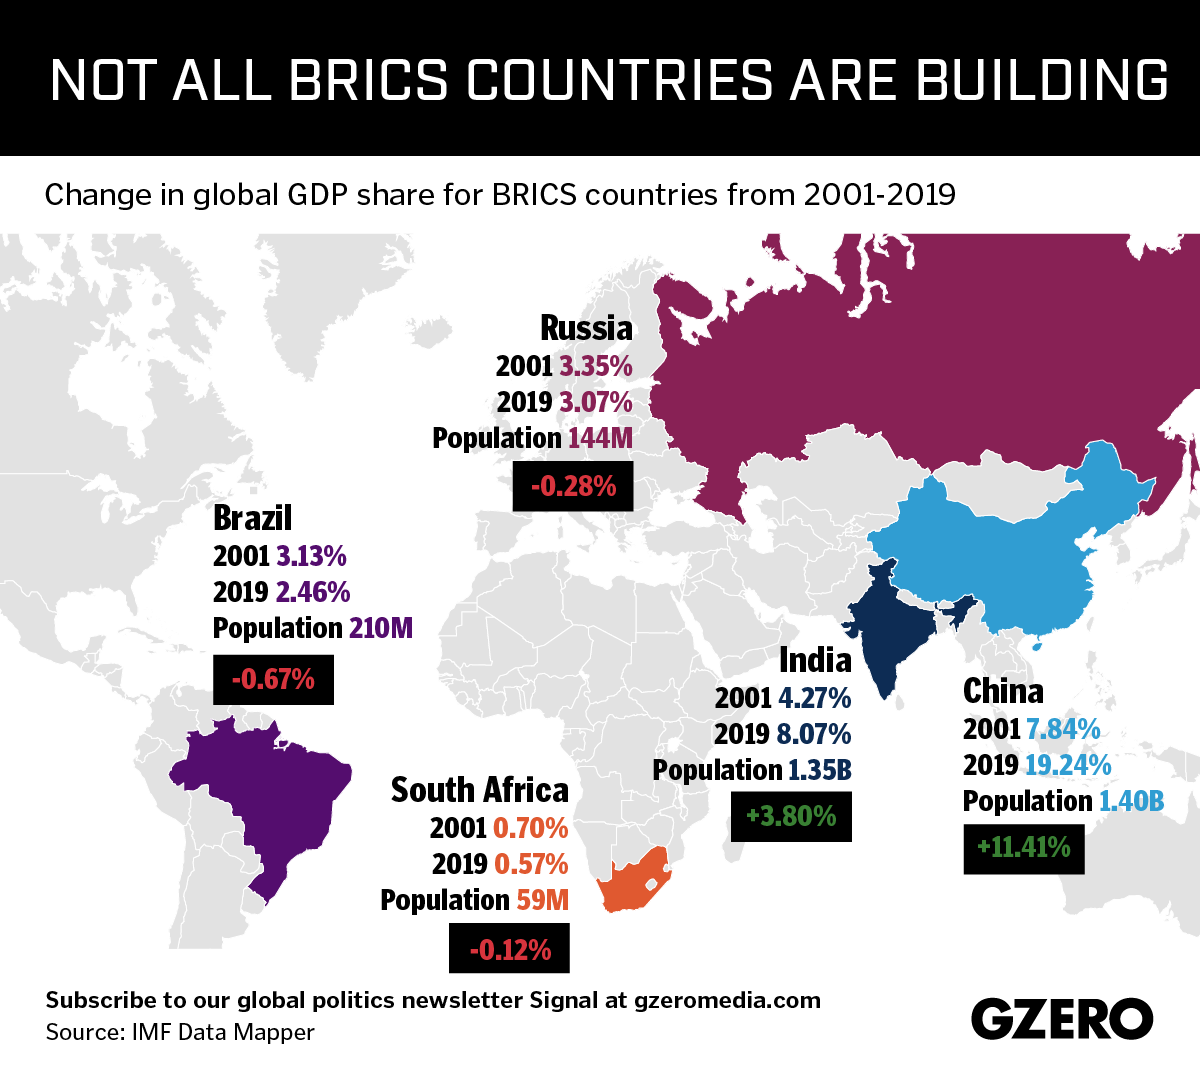 NOT ALL BRICS COUNTRIES ARE BUILDING
Change in global GDP share for BRICS countries from 2001-2019
Russia
2001 3.35%
2019 3.07%
Population 144M
-0.28%
Brazil
2001 3.13%
2019 2.46%
Population 210M
-0.67%
India
2001 4.27%
2019 8.07%
Population 1.35B
+3.80%
China
2001 7.84%
2019 19.24%
Population 1.40B
+11.41%
South Africa
2001 0.70%
2019 0.57%
Population 59M
-0.12%
Subscribe to our global politics newsletter Signal at gzeromedia.com
Source: IMF Data Mapper
GZERO